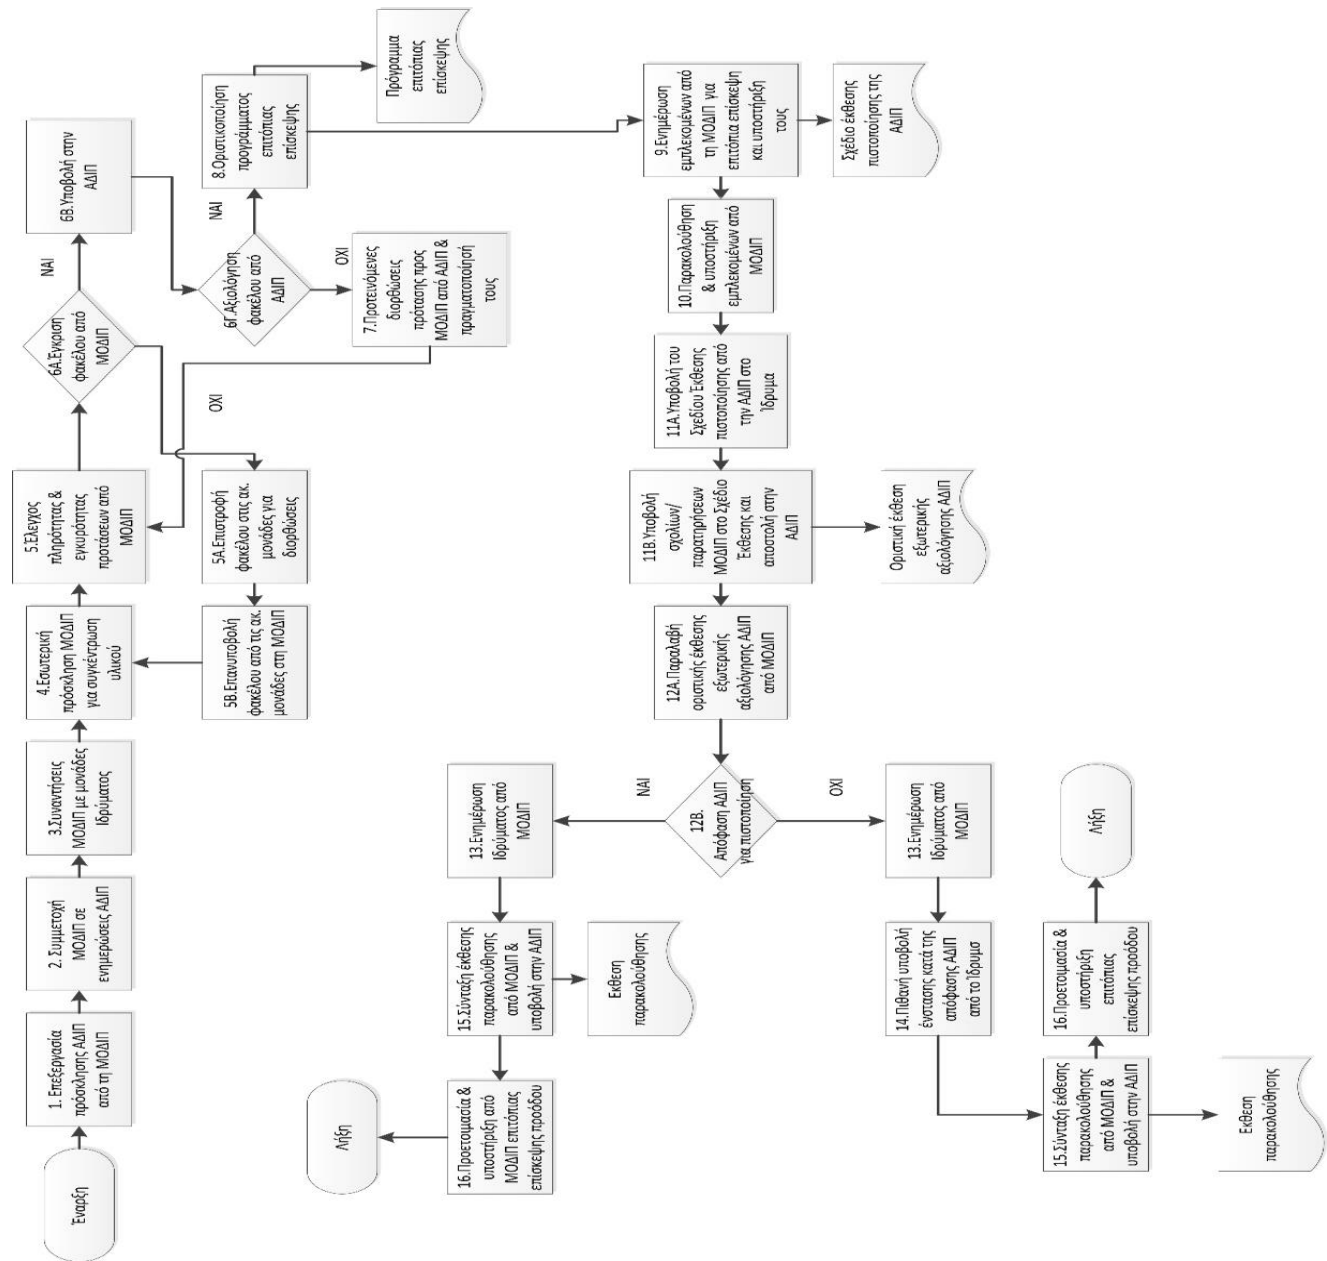 Έναρξη
1. Επεξεργασία
πρόσκλησης ΑΔΙΠ
από τη ΜΟΔΙΠ
2. Συμμετοχή
ΜΟΔΙΠ σε
ενημερώσεις ΑΔΙΠ
3.Συναντήσεις
ΜΟΔΙΠ με μονάδες
Ιδρύματος
4.Εσωτερική
πρόσκληση ΜΟΔΙΠ
για συγκέντρωση
υλικού
5.Έλεγχος
πληρότητας &
εγκυρότητας
προτάσεων από
ΜΟΔΙΠ
6Α.Έγκριση
φακέλου από
ΜΟΔΙΠ
ΝΑΙ
6Β.Υποβολή στην
ΑΔΙΠ
ΟΧΙ
5Α.Επιστροφή
φακέλου στις ακ.
μονάδες για
διορθώσεις
5Β.Επανυποβολή
φακέλου από τις ακ.
μονάδες στη ΜΟΔΙΠ
6Γ.Αξιολόγηση
φακέλου από
ΑΔΙΠ
ΝΑΙ
8.Οριστικοποίηση
προγράμματος
επιτόπιας
επίσκεψης
ΟΧΙ
7.Προτεινόμενες
διορθώσεις
πρότασης προς
ΜΟΔΙΠ από ΑΔΙΠ &
πραγματοποίησή
τους
Πρόγραμμα
επιτόπιας
επίσκεψης
9.Ενημέρωση
εμπλεκομένων από
τη ΜΟΔΙΠ για
επιτόπια επίσκεψη
και υποστήριξη
τους
Σχέδιο έκθεσης
πιστοποίησης της
ΑΔΙΠ
10.Παρακολούθηση
& υποστήριξη
εμπλεκομένων από
ΜΟΔΙΠ
11Α.Υποβολή του
Σχεδίου Έκθεσης
πιστοποίησης από
την ΑΔΙΠ στο
Ίδρυμα
11Β.Υποβολή
σχολίων/
παρατηρήσεων
ΜΟΔΙΠ στο Σχέδιο
Έκθεσης και
αποστολή στην
ΑΔΙΠ
Οριστική έκθεση
εξωτερικής
αξιολόγησης ΑΔΙΠ
12Α.Παραλαβή
οριστικής έκθεσης
εξωτερικής
αξιολόγησης ΑΔΙΠ
από ΜΟΔΙΠ
12Β.
Απόφαση ΑΔΙΠ
για πιστοποίηση
ΝΑΙ
13.Ενημέρωση
Ιδρύματος από
ΜΟΔΙΠ
15.Σύνταξη έκθεσης
παρακολούθησης
από ΜΟΔΙΠ &
υποβολή στην ΑΔΙΠ
Εκθεση
παρακολούθησης
16.Προετοιμασία &
υποστήριξη από
ΜΟΔΙΠ επιτόπιας
επίσκεψης προόδου
Λήξη
ΟΧΙ
13.Ενημέρωση
Ιδρύματος από
ΜΟΔΙΠ
14.Πιθανή υποβολή
ένστασης κατά της
απόφασης ΑΔΙΠ
από το Ίδρυμα
15.Σύνταξη έκθεσης
παρακολούθησης
από ΜΟΔΙΠ &
υποβολή στην ΑΔΙΠ
Εκθεση
παρακολούθησης
16.Προετοιμασία &
υποστήριξη
επιτόπιας
επίσκεψης προόδου
Λήξη